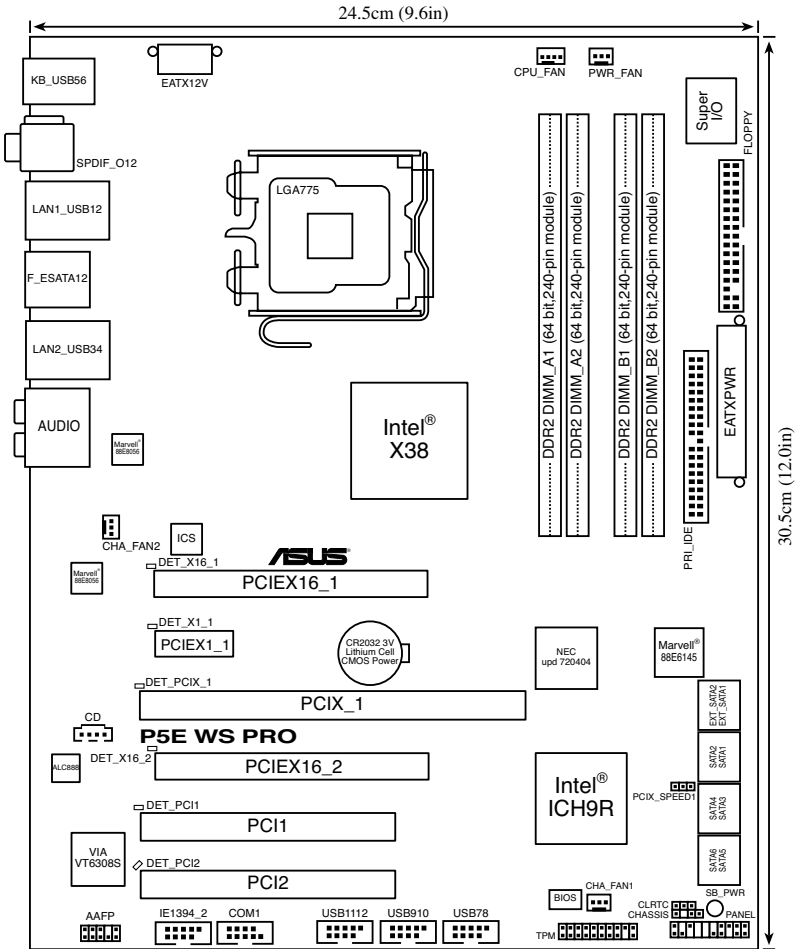 24.5cm (9.6in)
KB_USB56
EATX12V
CPU_FAN
PWR_FAN
Super
I/O
FLOPPY
SPDIF_O12
LGA775
LAN1_USB12
F_ESATA12
LAN2_USB34
AUDIO
DDR2 DIMM_A1 (64 bit,240-pin module)
DDR2 DIMM_A2 (64 bit,240-pin module)
DDR2 DIMM_B1 (64 bit,240-pin module)
DDR2 DIMM_B2 (64 bit,240-pin module)
EATXPWR
30.5cm (12.0in)
Intel®
X38
Marvell®
88E8056
PRI_IDE
CHA_FAN2
ICS
ASUS
DET_X16_1
PCIEX16_1
Marvell®
88E8056
DET_X1_1
PCIEX1_1
CR2032 3V
Lithium Cell
CMOS Power
NEC
upd 720404
Marvell®
88E6145
DET_PCIX_1
PCIX_1
EXT_SATA2
EXT_SATA1
CD
P5E WS PRO
ALC888
DET_X16_2
PCIEX16_2
SATA2
SATA1
Intel®
ICH9R
PCIX_SPEED1
SATA4
SATA3
DET_PCI1
PCI1
VIA
VT6308S
DET_PCI2
PCI2
SATA6
SATA5
BIOS
CHA_FAN1
SB_PWR
CLRTC
CHASSIS
PANEL
AAFP
IE1394_2
COM1
USB1112
USB910
USB78
TPM